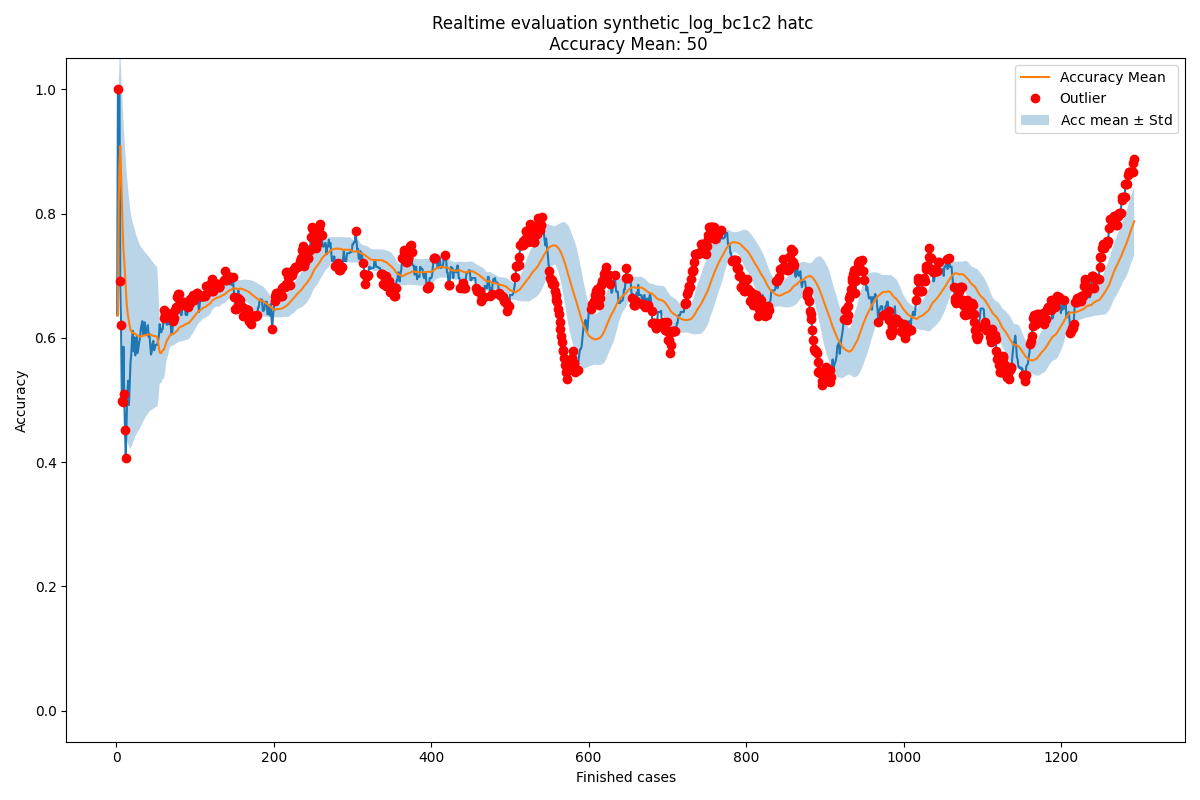 Realtime evaluation synthetic_log_bc1c2 hatc
Accuracy Mean: 50
Accuracy Mean
Outlier
Acc mean ± Std
1.0
0.8
0.6
0.4
0.2
0.0
Accuracy
0
200
400
600
800
1000
1200
Finished cases